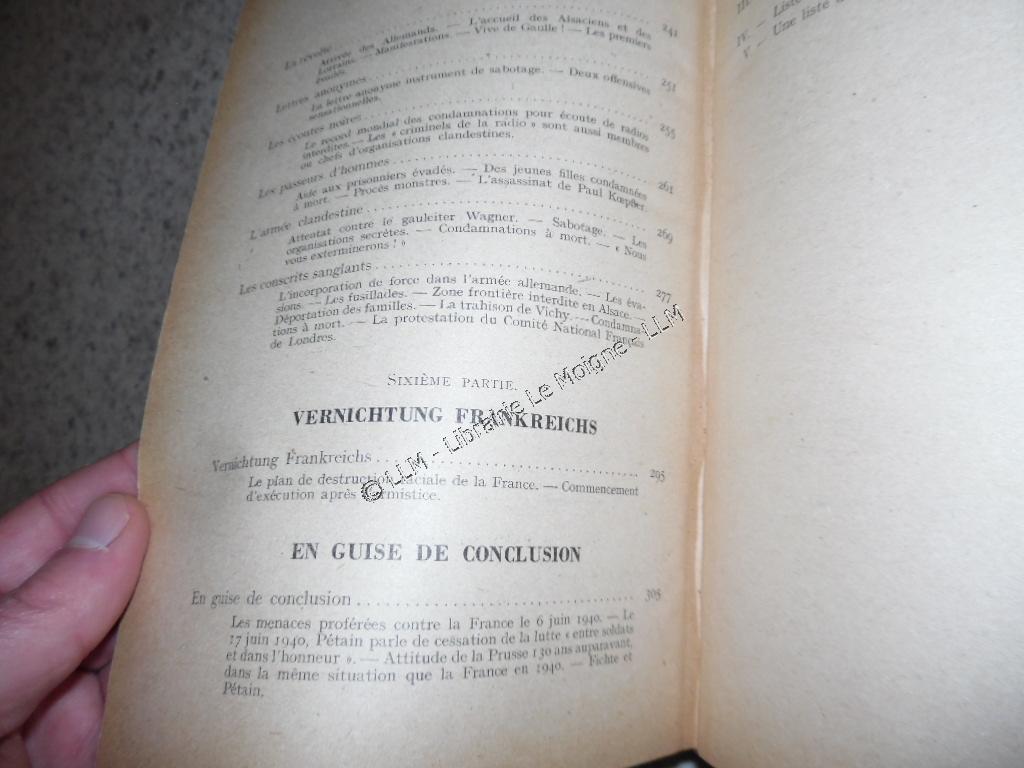 La révolte . . . . . . . . . . 241
Arrivée des Allemands. — L'accueil des Alsaciens et des
Lorrains. — Manifestations. — Vive de Gaulle ! — Les premiers
évadés.
Lettres anonymes . . . . . . . . . . 251
La lettre anonyme instrument de sabotage. — Deux offensives
sensationnelles.
Les écoutes noires . . . . . . . . . . 255
Le record mondial des condamnations pour écoute de radios
interdites. — Les « criminels de la radio » sont aussi membres
ou chefs d'organisations clandestines.
Les passeurs d'hommes . . . . . . . . . . 261
Aide aux prisonniers évadés. — Des jeunes filles condamnées
à mort. — Procès monstres. — L'assassinat de Paul Kœpfler.
L'armée clandestine . . . . . . . . . . 269
Attentat contre le gauleiter Wagner. — Sabotage. — Les
organisations secrètes. — Condamnations à mort. — « Nous
vous exterminerons ! »
Les conscrits sanglants . . . . . . . . . . 277
L'incorporation de force dans l'armée allemande. — Les éva-
sions. — Les fusillades. — Zone frontière interdite en Alsace. —
Déportation des familles. — La trahison de Vichy. — Condamna-
tions à mort. — La protestation du Comité National Français
de Londres.
SIXIÈME PARTIE.
VERNICHTUNG FRANKREICHS
Vernichtung Frankreichs . . . . . . . . . . 295
Le plan de destruction raciale de la France. — Commencement
d'exécution après l'armistice.
EN GUISE DE CONCLUSION
En guise de conclusion . . . . . . . . . . 305
Les menaces proférées contre la France le 6 juin 1940. — Le
17 juin 1940, Pétain parle de cessation de la lutte « entre soldats
et dans l'honneur ». — Attitude de la Prusse 130 ans auparavant,
dans la même situation que la France en 1940. — Fichte et
Pétain.
III.
IV. — Liste
V. — Une liste
© LLM - Librairie Le Moigne - LLM